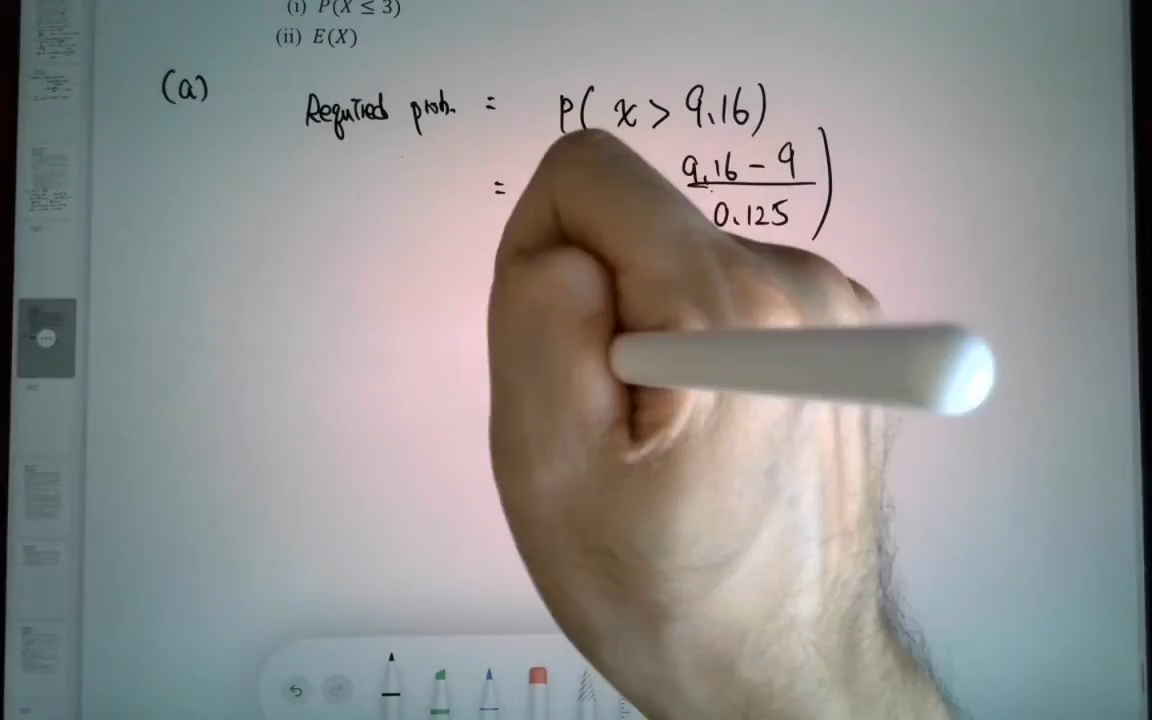 (i) P(X ≤ 3)
(ii) E(X)
(a) Required prob. = P( x > 9.16)
= 9.16 - 9 / 0.125 )